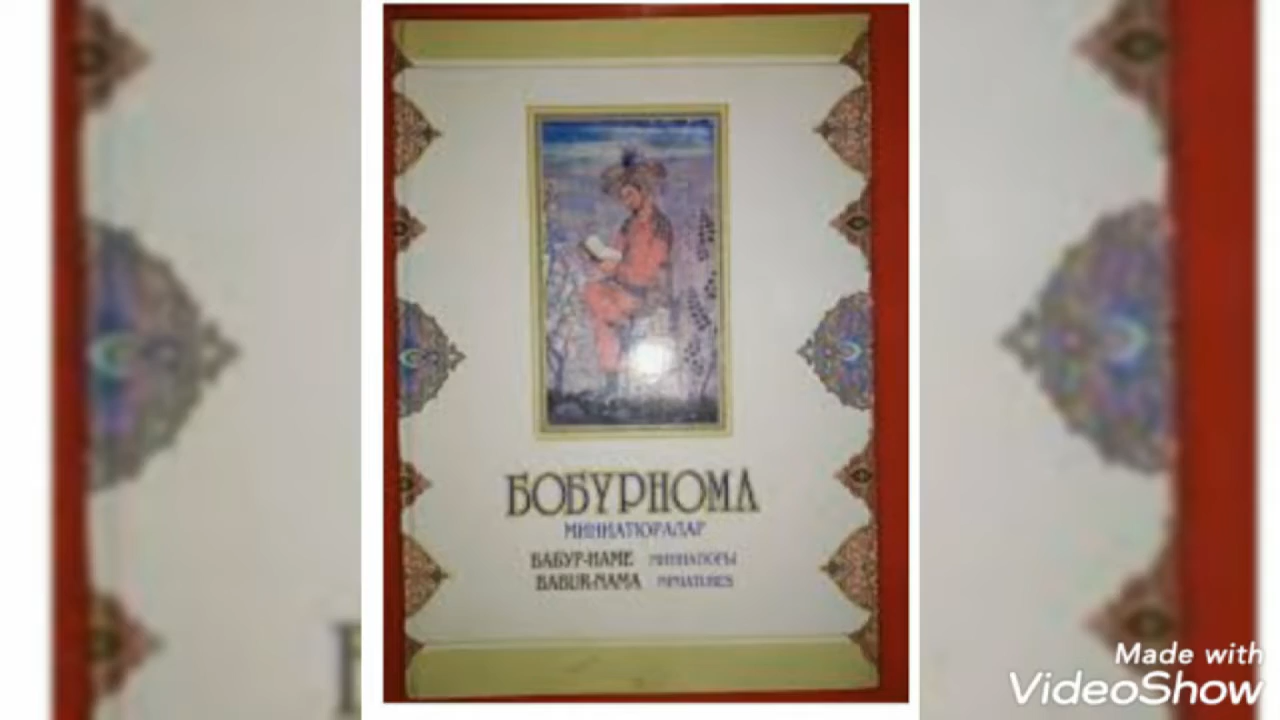 БОБУРНОМА
МИНИАТЮРАЛАР
БАБУР-НАМЕ МИНИАТЮРЫ
BABUR-NAMA MINIATURES
Made with
VideoShow